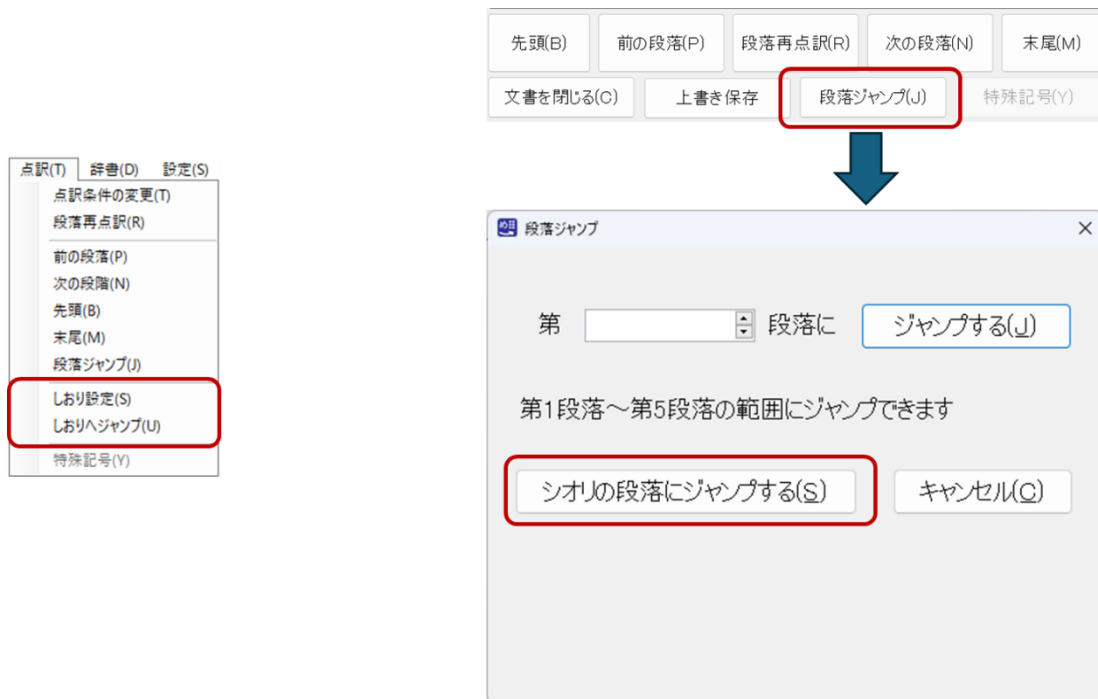 先頭(B) 前の段落(P) 段落再点訳(R) 次の段落(N) 末尾(M)
文書を閉じる(C) 上書き保存 段落ジャンプ(J) 特殊記号(Y)
点訳(T) 辞書(D) 設定(S)
点訳条件の変更(T)
段落再点訳(R)
前の段落(P)
次の段階(N)
先頭(B)
末尾(M)
段落ジャンプ(J)
しおり設定(S)
しおりへジャンプ(U)
特殊記号(Y)
段落ジャンプ
第 段落に ジャンプする(J)
第1段落～第5段落の範囲にジャンプできます
シオリの段落にジャンプする(S) キャンセル(C)